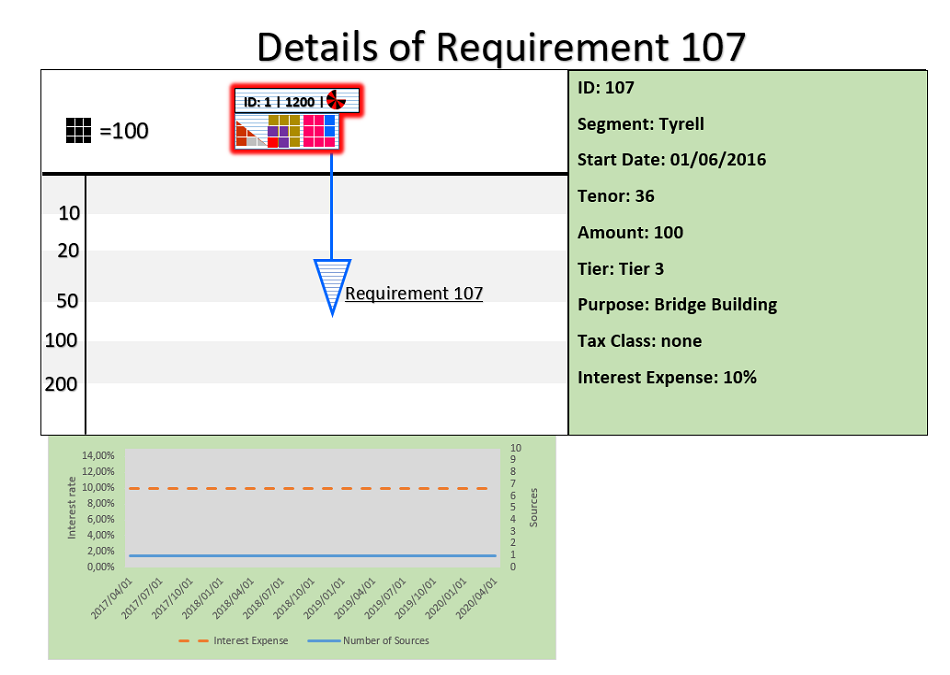 Details of Requirement 107
=100
ID: 1 | 1200 |
10
20
50
100
200
Requirement 107
ID: 107
Segment: Tyrell
Start Date: 01/06/2016
Tenor: 36
Amount: 100
Tier: Tier 3
Purpose: Bridge Building
Tax Class: none
Interest Expense: 10%
Interest rate
14,00%
12,00%
10,00%
8,00%
6,00%
4,00%
2,00%
0,00%
10
9
8
7
6
5
4
3
2
1
0
Sources
2017/04/01
2017/07/01
2017/10/01
2018/01/01
2018/04/01
2018/07/01
2018/10/01
2019/01/01
2019/04/01
2019/07/01
2019/10/01
2020/01/01
2020/04/01
Interest Expense
Number of Sources